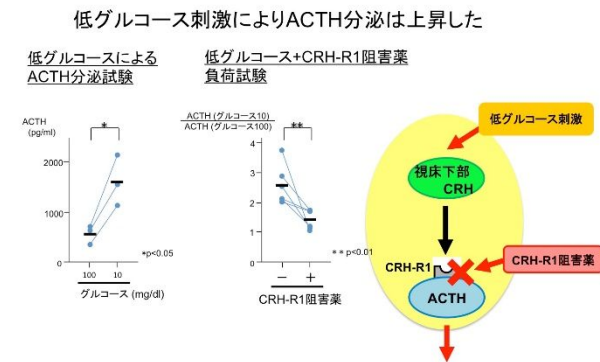 低グルコース刺激によりACTH分泌は上昇した
低グルコースによる
ACTH分泌試験
ACTH
(pg/ml)
*
2000
1000
0
100 10
グルコース (mg/dl)
*p<0.05
低グルコース+CRH-R1阻害薬
負荷試験
ACTH (グルコース10)
ACTH (グルコース100)
**
4
3
2
1
0
− +
CRH-R1阻害薬
**p<0.01
低グルコース刺激
視床下部
CRH
CRH-R1
CRH-R1阻害薬
ACTH